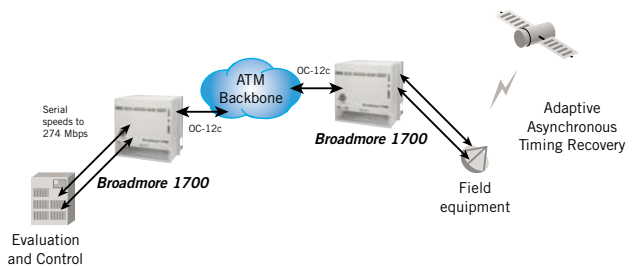 Serial
speeds to
274 Mbps
OC-12c
ATM
Backbone
OC-12c
Broadmore 1700
Broadmore 1700
Adaptive
Asynchronous
Timing Recovery
Field
equipment
Evaluation
and Control